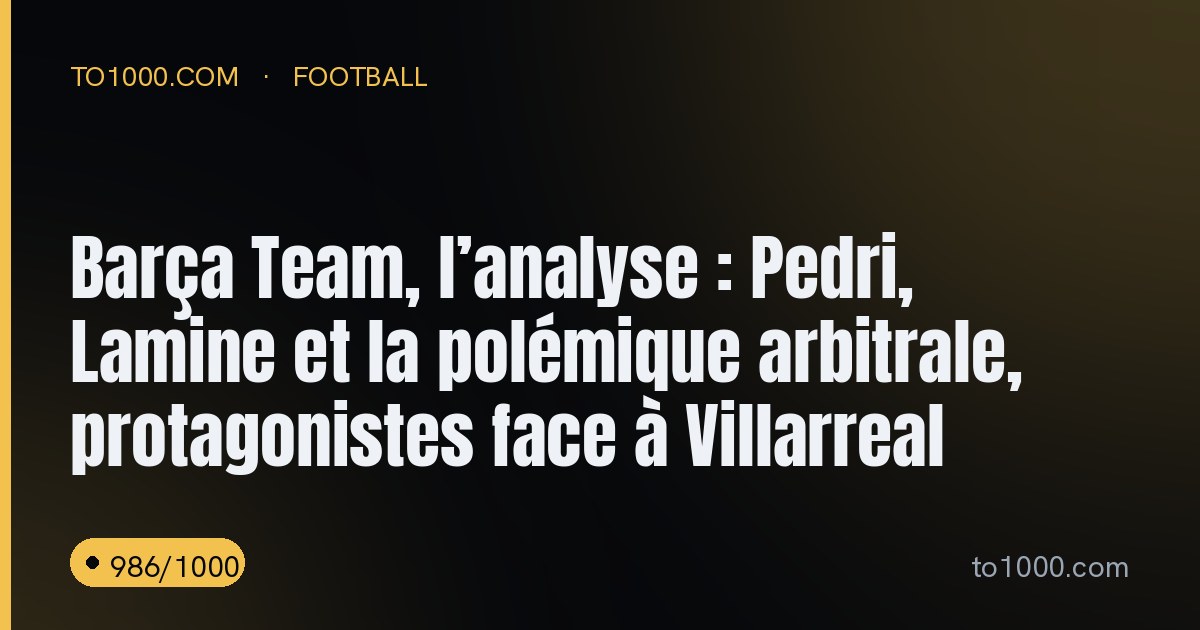 TO1000.COM · FOOTBALL
Barça Team, l’analyse : Pedri,
Lamine et la polémique arbitrale,
protagonistes face à Villarreal
986/1000
to1000.com